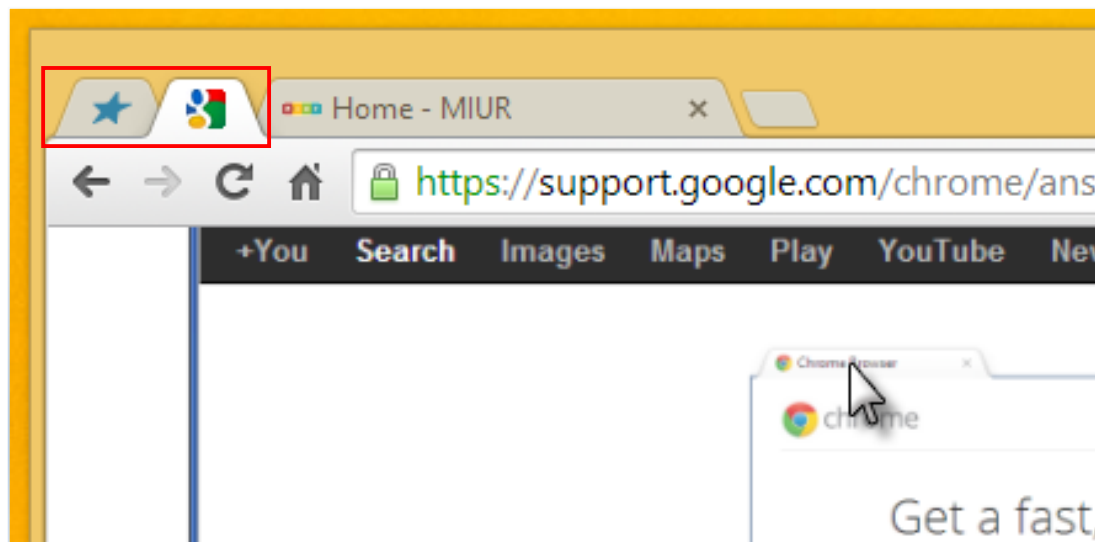 Home - MIUR
https://support.google.com/chrome/ans
+You Search Images Maps Play YouTube Nev
Chrome Browser
chrome
Get a fast,